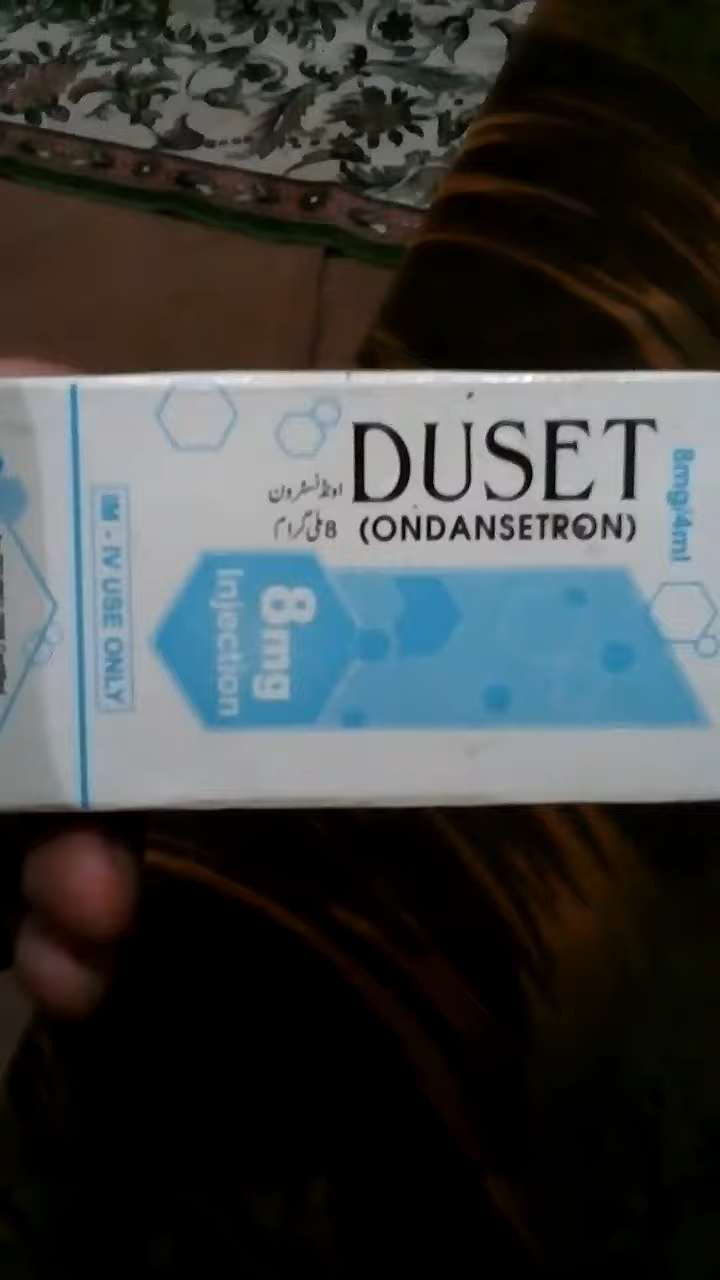 DUSET
(ONDANSETRON)
8mg/4ml
اونڈانسٹرون
8 ملی گرام
8mg
Injection
IM - IV USE ONLY